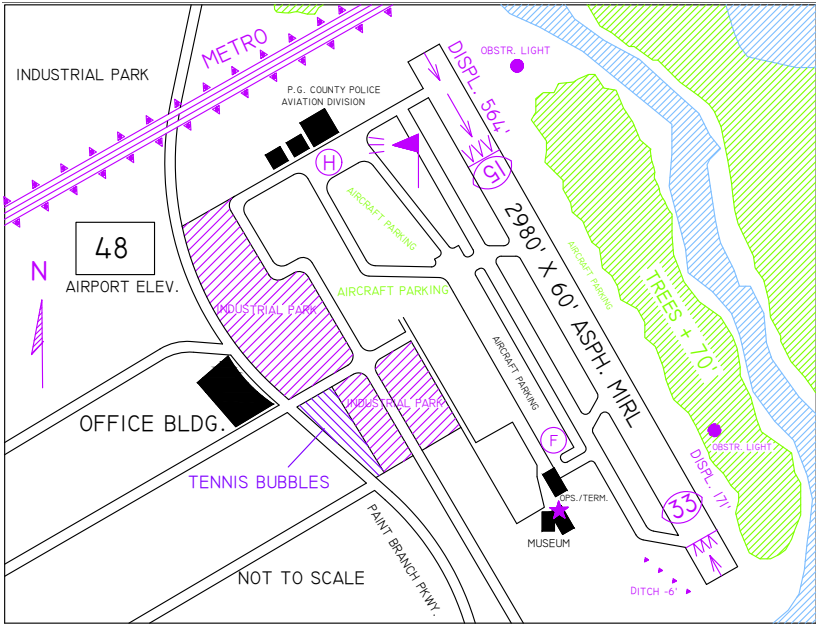 METRO
INDUSTRIAL PARK
P.G. COUNTY POLICE
AVIATION DIVISION
H
DISPL. 564'
OBSTR. LIGHT
15
2980' X 60' ASPH. MIRL
AIRCRAFT PARKING
AIRCRAFT PARKING
TREES + 70'
48
AIRPORT ELEV.
N
INDUSTRIAL PARK
AIRCRAFT PARKING
AIRCRAFT PARKING
INDUSTRIAL PARK
OFFICE BLDG.
TENNIS BUBBLES
F
OBSTR. LIGHT
DISPL. 171'
33
OPS./TERM.
MUSEUM
PAINT BRANCH PKWY.
NOT TO SCALE
DITCH -6'